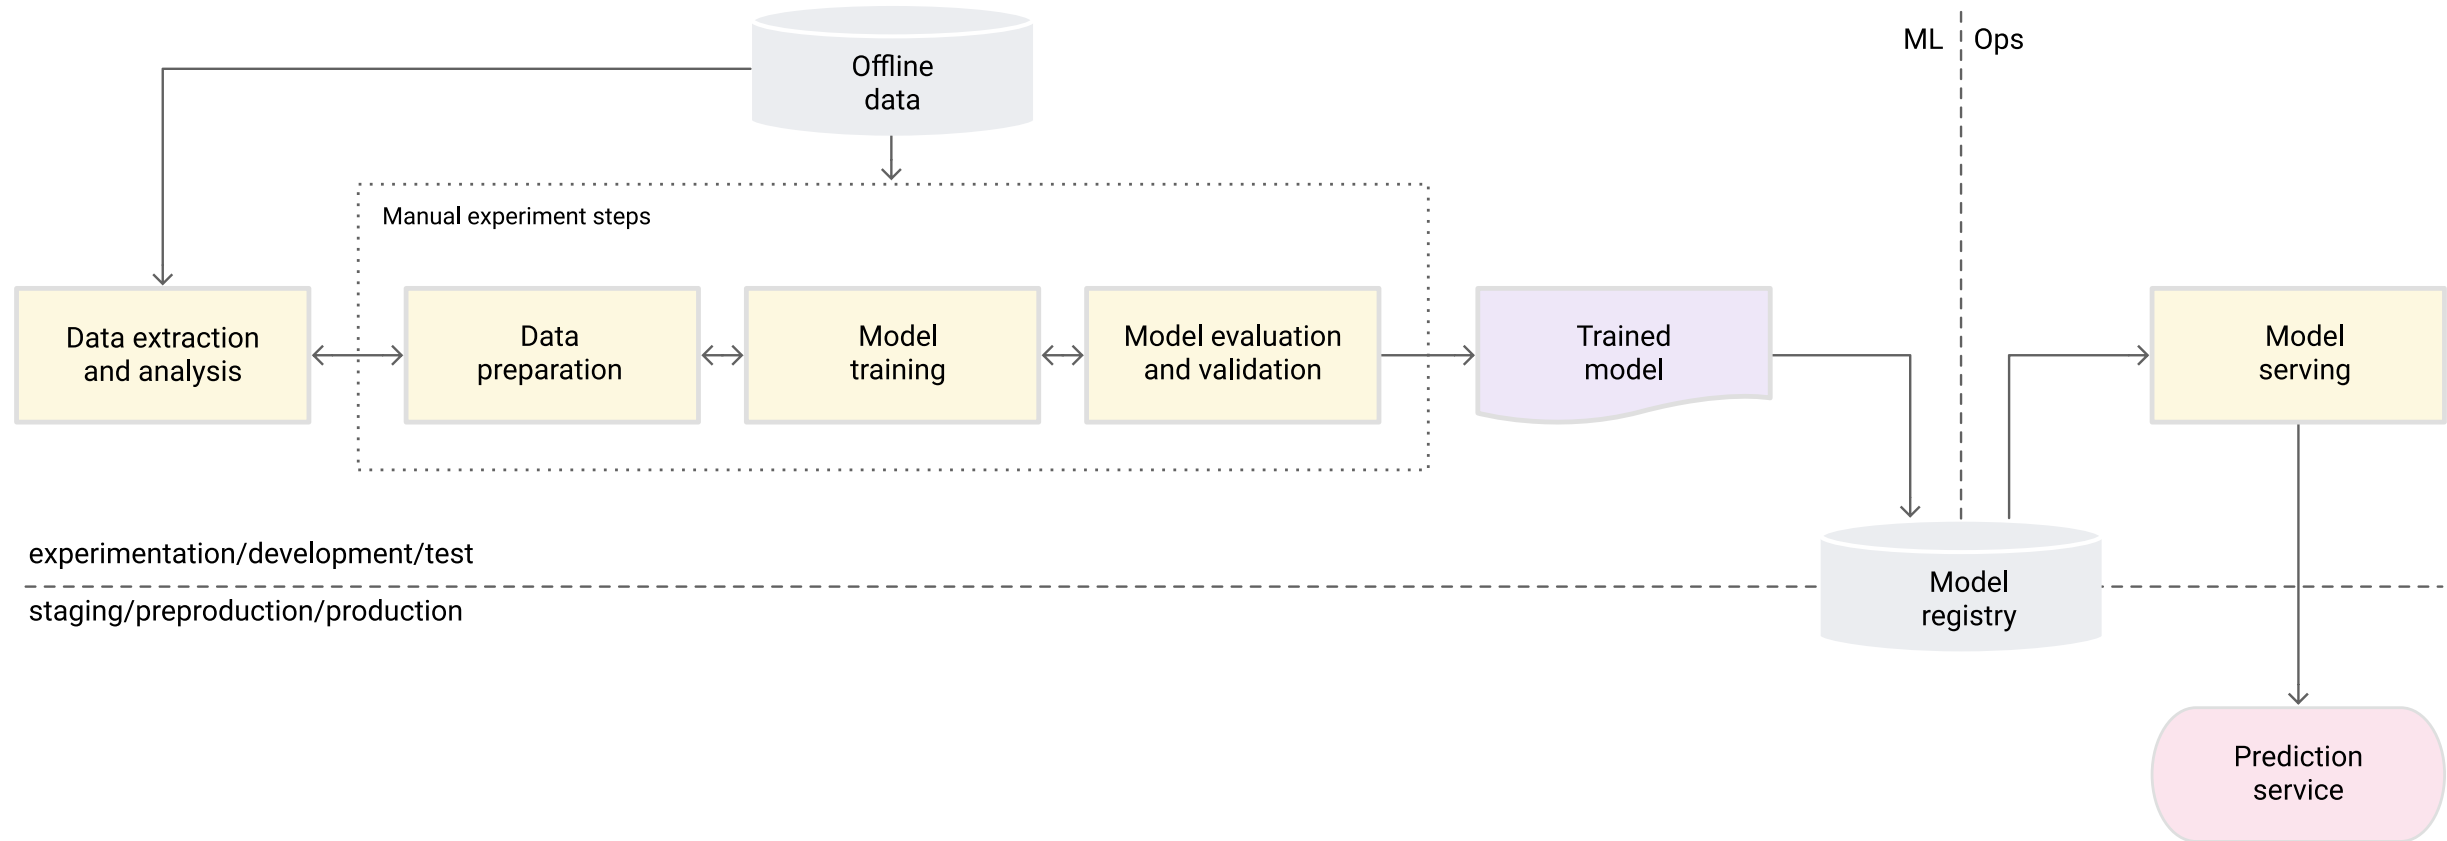 Offline
data
ML
Ops
Manual experiment steps
Data extraction
and analysis
Data
preparation
Model
training
Model evaluation
and validation
Trained
model
Model
serving
experimentation/development/test
staging/preproduction/production
Model
registry
Prediction
service